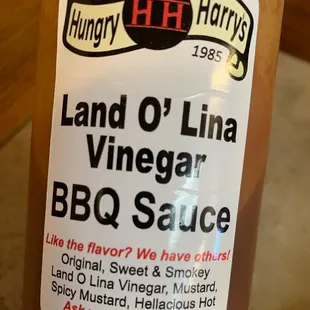 Hungry HH Harry's
1985
Land O' Lina
Vinegar
BBQ Sauce
Like the flavor? We have others!
Original, Sweet & Smokey
Land O Lina Vinegar, Mustard,
Spicy Mustard, Hellacious Hot